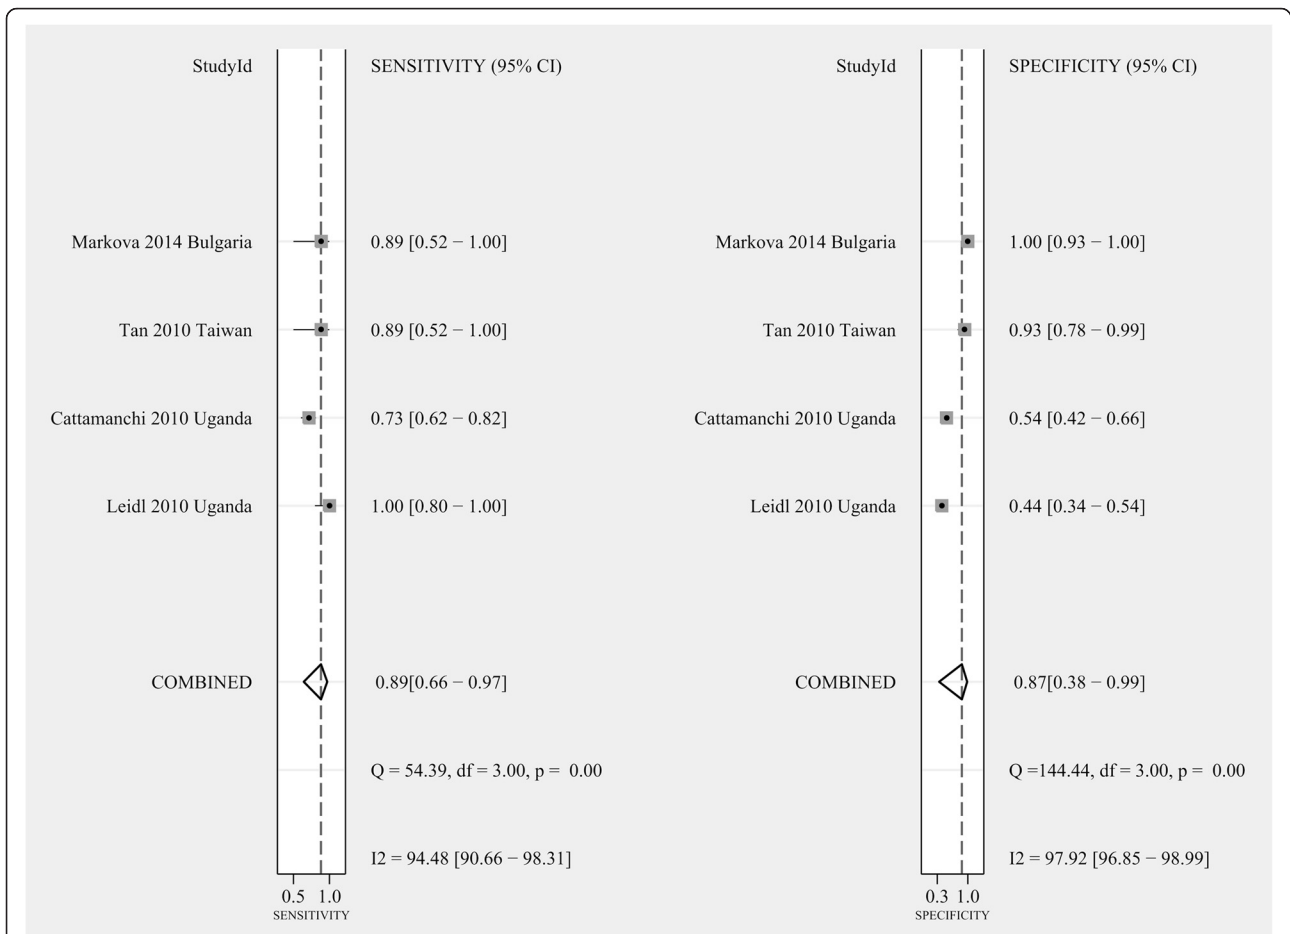 StudyId SENSITIVITY (95% CI)
Markova 2014 Bulgaria 0.89 [0.52 − 1.00]
Tan 2010 Taiwan 0.89 [0.52 − 1.00]
Cattamanchi 2010 Uganda 0.73 [0.62 − 0.82]
Leidl 2010 Uganda 1.00 [0.80 − 1.00]
COMBINED 0.89[0.66 − 0.97]
Q = 54.39, df = 3.00, p = 0.00
I2 = 94.48 [90.66 − 98.31]
0.5 1.0
SENSITIVITY
StudyId SPECIFICITY (95% CI)
Markova 2014 Bulgaria 1.00 [0.93 − 1.00]
Tan 2010 Taiwan 0.93 [0.78 − 0.99]
Cattamanchi 2010 Uganda 0.54 [0.42 − 0.66]
Leidl 2010 Uganda 0.44 [0.34 − 0.54]
COMBINED 0.87[0.38 − 0.99]
Q =144.44, df = 3.00, p = 0.00
I2 = 97.92 [96.85 − 98.99]
0.3 1.0
SPECIFICITY